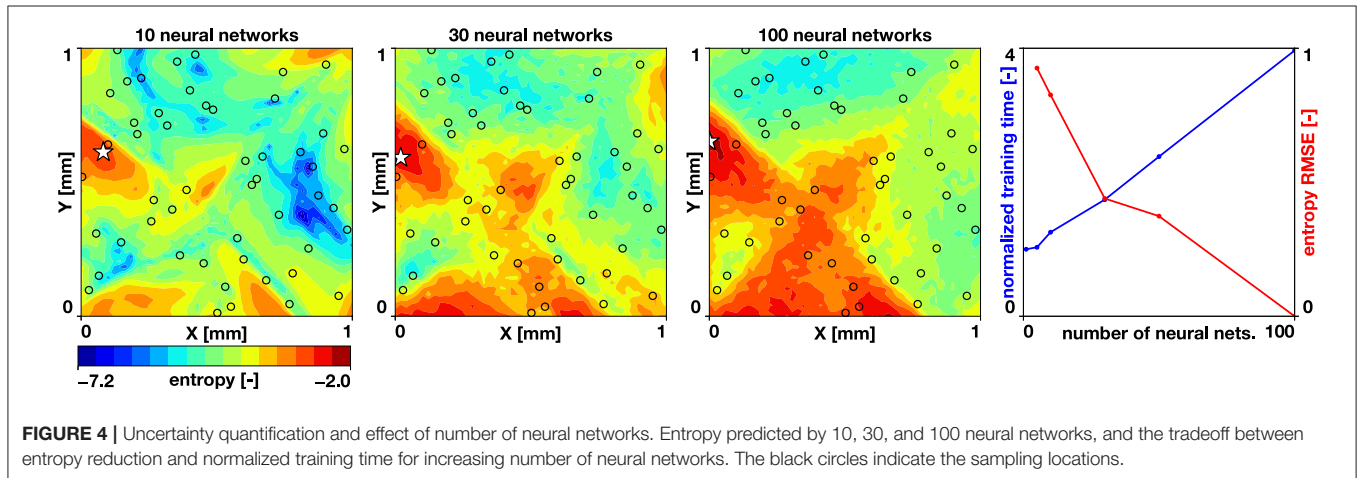 10 neural networks
30 neural networks
100 neural networks
1
Y [mm]
0
0
X [mm]
1
1
Y [mm]
0
0
X [mm]
1
1
Y [mm]
0
0
X [mm]
1
4
normalized training time [-]
0
1
entropy RMSE [-]
0
0
number of neural nets.
100
−7.2
entropy [-]
−2.0
FIGURE 4 | Uncertainty quantification and effect of number of neural networks. Entropy predicted by 10, 30, and 100 neural networks, and the tradeoff between
entropy reduction and normalized training time for increasing number of neural networks. The black circles indicate the sampling locations.